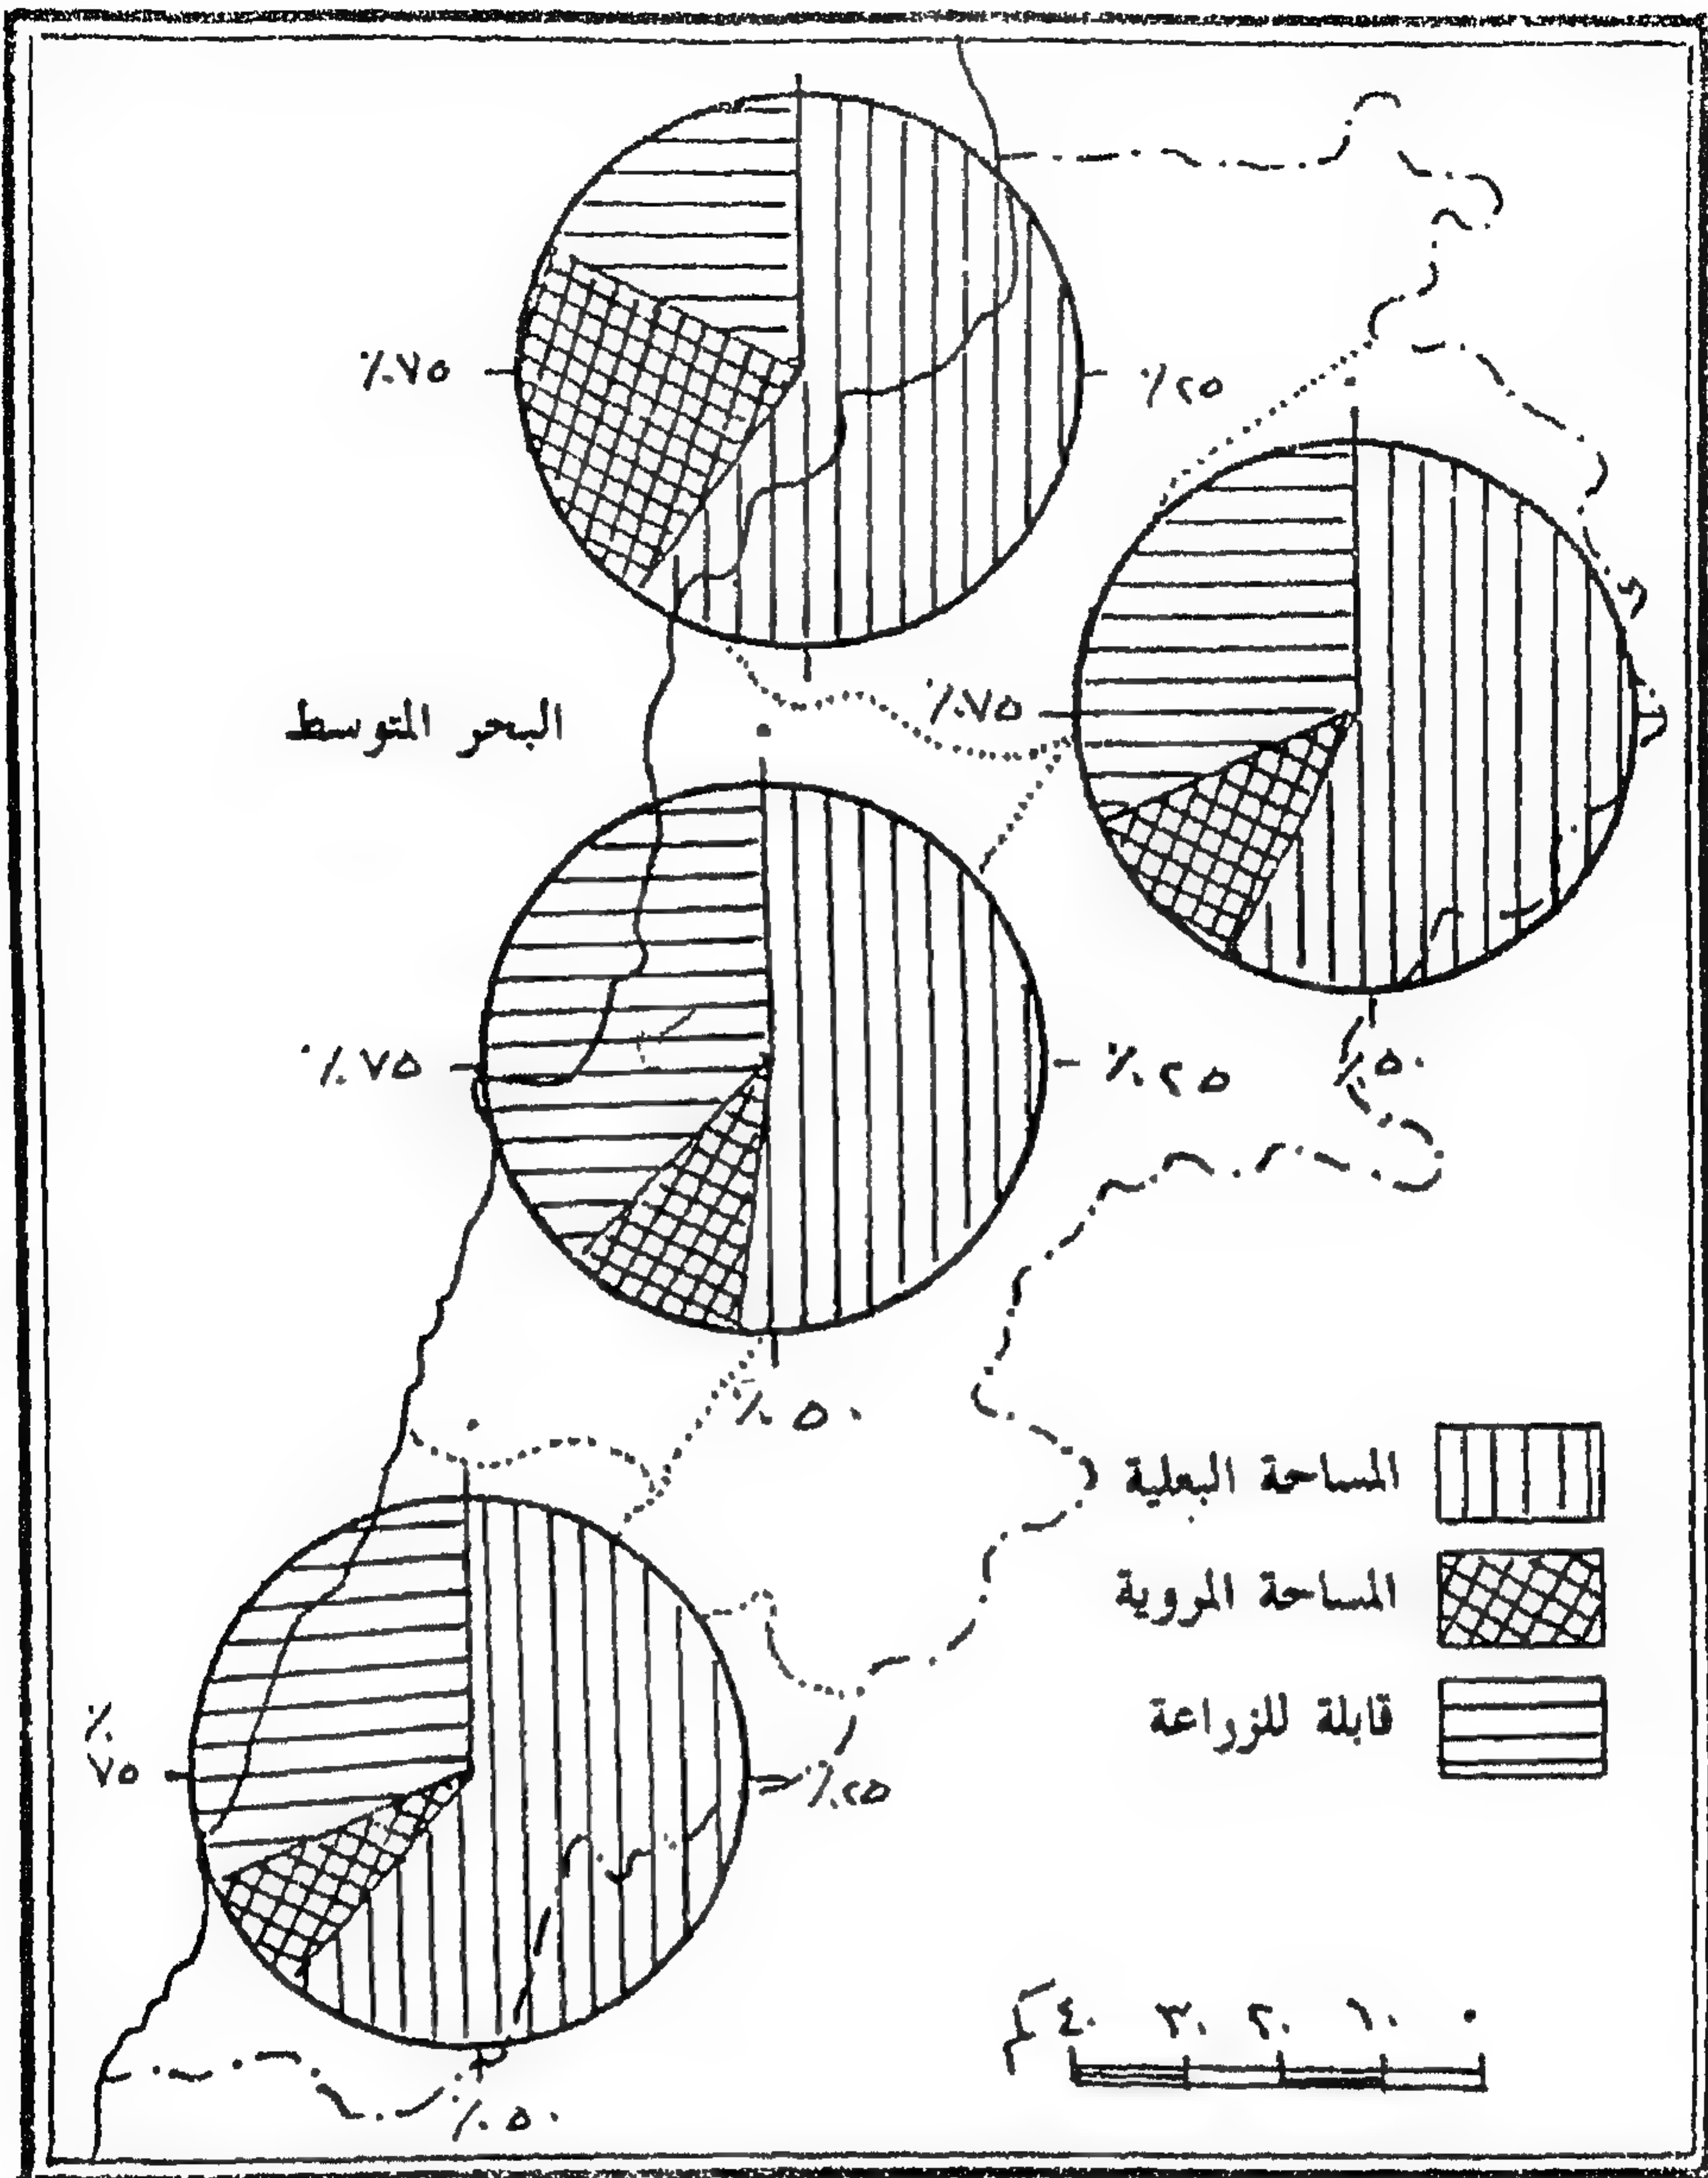 ٪٧٥
٪٢٥
٪٧٥
البحر المتوسط
٪٧٥
٪٢٥
٪٥٠
٪٥٠
المساحة البعلية
المساحة المروية
قابلة للزراعة
٪٧٥
٪٢٥
٤٠ ٣٠ ٢٠ ١٠ ٠
٪٥٠